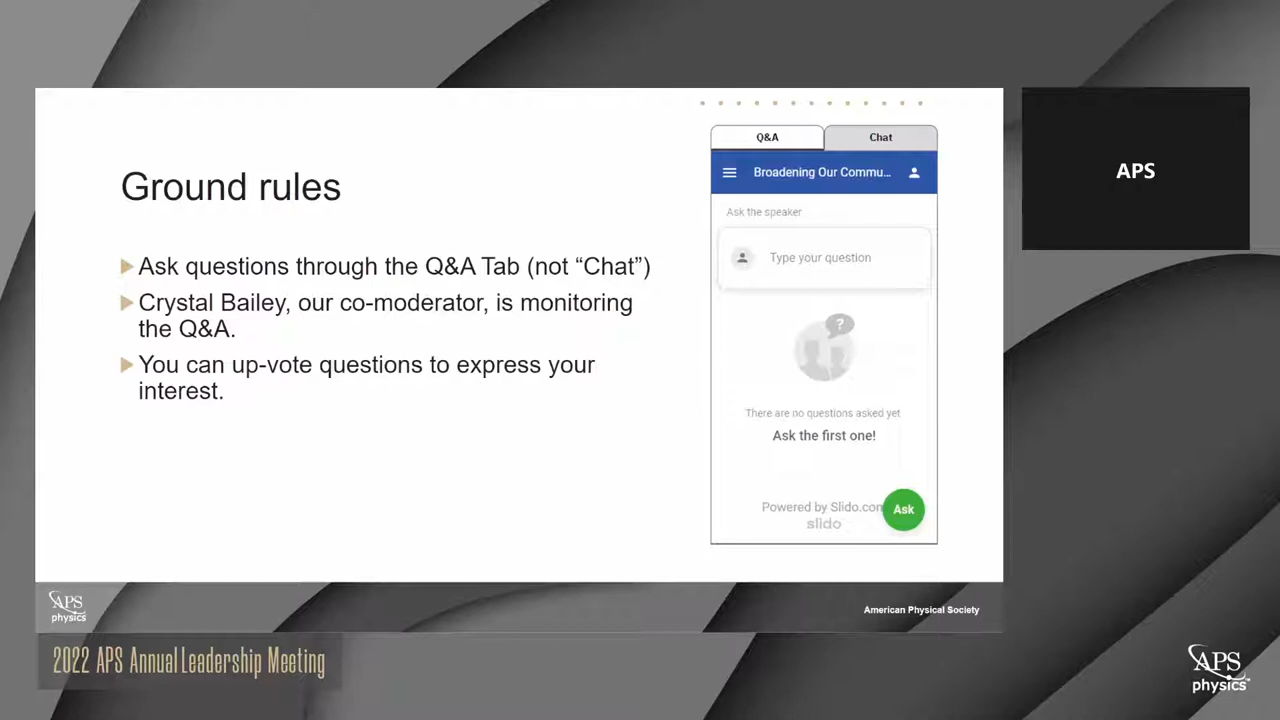 Ground rules
Ask questions through the Q&A Tab (not “Chat”)
Crystal Bailey, our co-moderator, is monitoring
the Q&A.
You can up-vote questions to express your
interest.
Q&A
Chat
Broadening Our Commu...
Ask the speaker
Type your question
?
There are no questions asked yet
Ask the first one!
Powered by Slido.com
slido
Ask
APS
APS
physics
American Physical Society
2022 APS Annual Leadership Meeting
APS
physics™